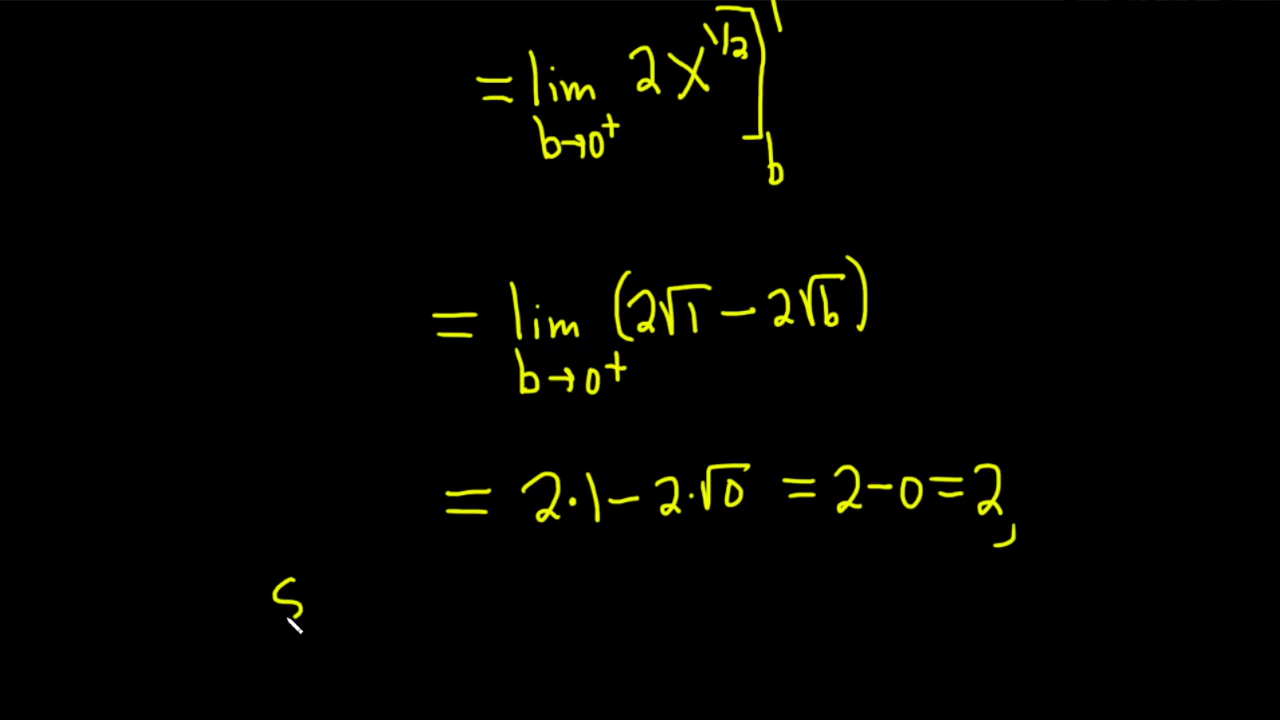 = lim 2x^{1/2} ]_b^1
b→0⁺
= lim (2√1 − 2√b)
b→0⁺
= 2·1 − 2·√0 = 2 − 0 = 2,
S